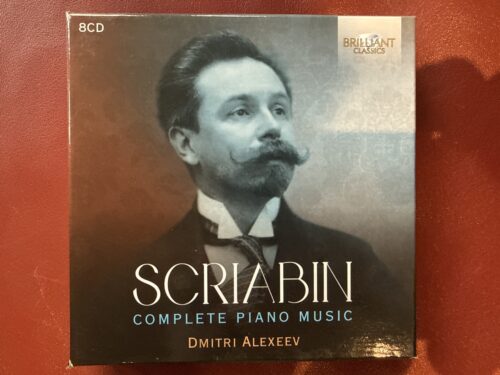 8CD
BRILLIANT
CLASSICS
SCRIABIN
COMPLETE PIANO MUSIC
DMITRI ALEXEEV